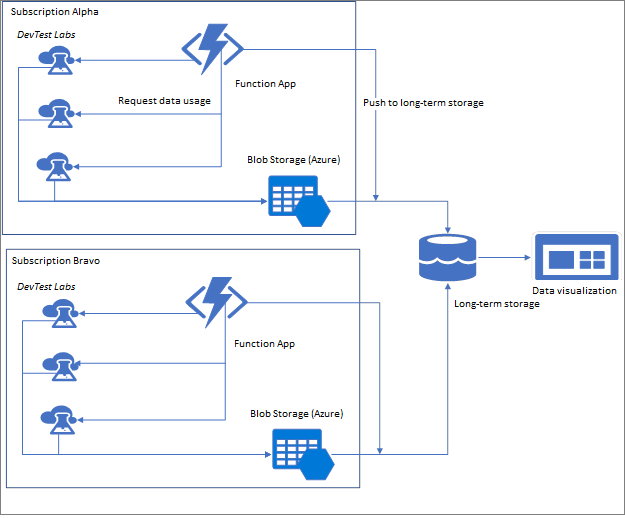 Subscription Alpha
DevTest Labs
Function App
Request data usage
Push to long-term storage
Blob Storage (Azure)
Subscription Bravo
DevTest Labs
Data visualization
Long-term storage
Function App
Blob Storage (Azure)